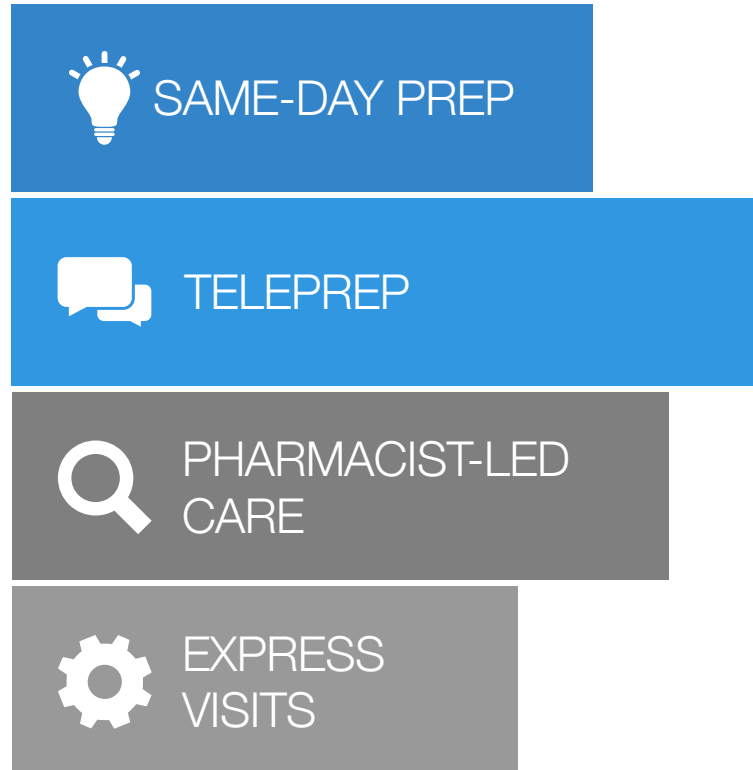 SAME-DAY PREP
TELEPREP
PHARMACIST-LED
CARE
EXPRESS
VISITS